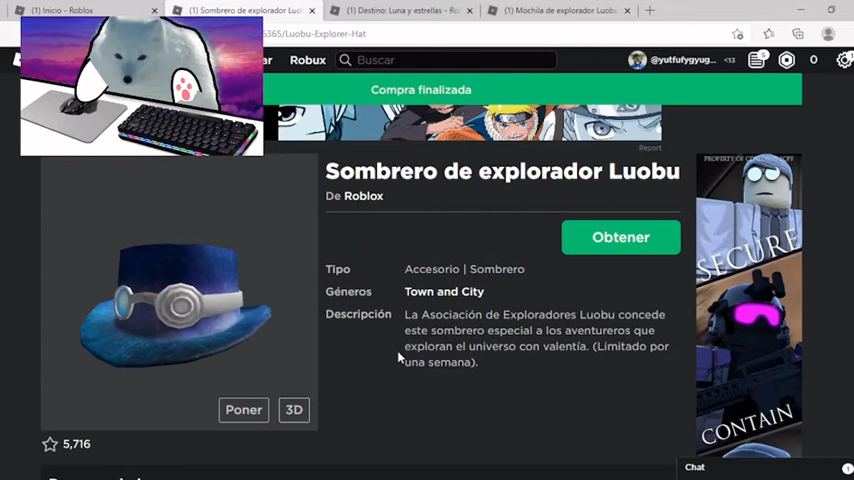 (1) Inicio - Roblox
(1) Sombrero de explorador Luo
(1) Destino: Luna y estrellas - Ro
(1) Mochila de explorador Luobu
5365/Luobu-Explorer-Hat
ar
Robux
Buscar
@yutfufygyug...
<13
0
Compra finalizada
Report
Sombrero de explorador Luobu
De Roblox
Obtener
Tipo
Accesorio | Sombrero
Géneros
Town and City
Descripción
La Asociación de Exploradores Luobu concede
este sombrero especial a los aventureros que
exploran el universo con valentía. (Limitado por
una semana).
Poner
3D
5,716
SECURE
CONTAIN
Chat